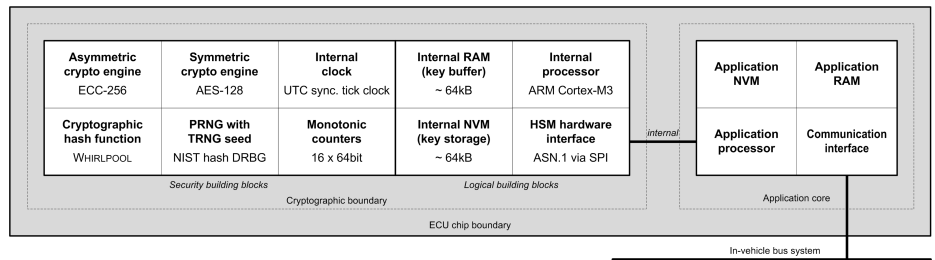 Asymmetric
crypto engine
ECC-256
Symmetric
crypto engine
AES-128
Internal
clock
UTC sync. tick clock
Internal RAM
(key buffer)
~ 64kB
Internal
processor
ARM Cortex-M3
Cryptographic
hash function
WHIRLPOOL
PRNG with
TRNG seed
NIST hash DRBG
Monotonic
counters
16 x 64bit
Internal NVM
(key storage)
~ 64kB
HSM hardware
interface
ASN.1 via SPI
Security building blocks
Logical building blocks
Cryptographic boundary
internal
Application
NVM
Application
RAM
Application
processor
Communication
interface
Application core
ECU chip boundary
In-vehicle bus system